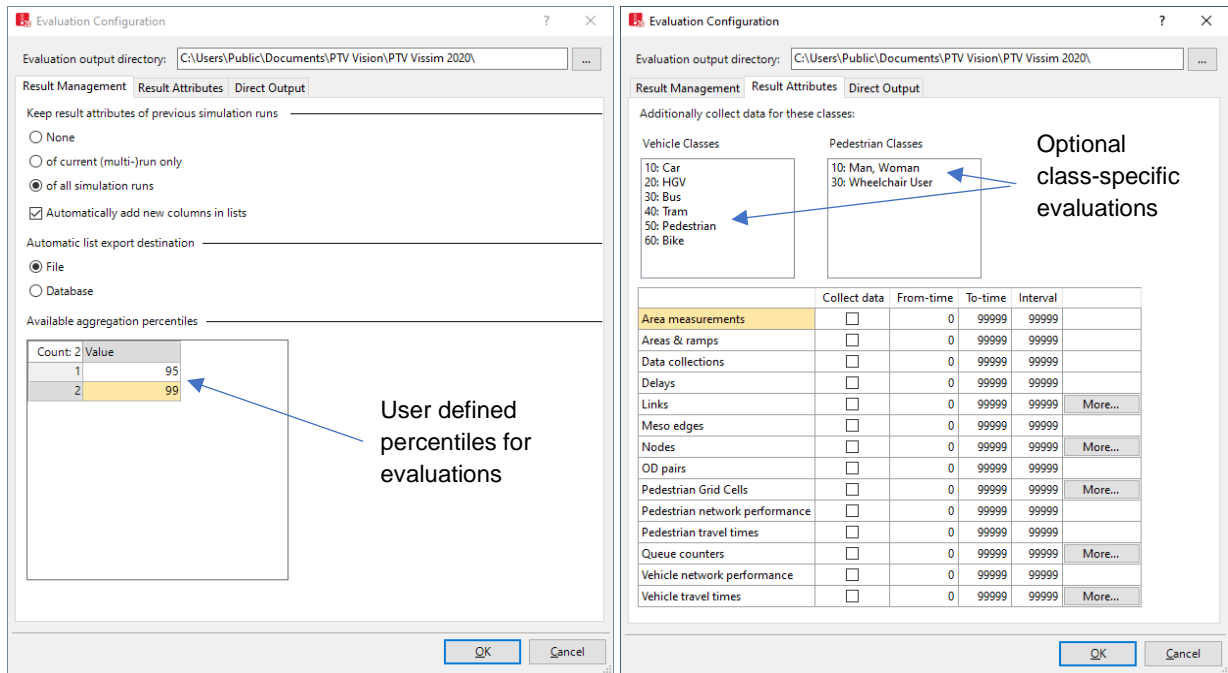 Evaluation Configuration
?
Evaluation output directory: C:\Users\Public\Documents\PTV Vision\PTV Vissim 2020\ ...
Result Management Result Attributes Direct Output
Keep result attributes of previous simulation runs
None
of current (multi-)run only
of all simulation runs
Automatically add new columns in lists
Automatic list export destination
File
Database
Available aggregation percentiles
Count: 2 Value
1 95
2 99
User defined
percentiles for
evaluations
OK Cancel
Evaluation Configuration
?
Evaluation output directory: C:\Users\Public\Documents\PTV Vision\PTV Vissim 2020\ ...
Result Management Result Attributes Direct Output
Additionally collect data for these classes:
Vehicle Classes Pedestrian Classes
10: Car
20: HGV
30: Bus
40: Tram
50: Pedestrian
60: Bike
10: Man, Woman
30: Wheelchair User
Optional
class-specific
evaluations
Collect data From-time To-time Interval
Area measurements 0 99999 99999
Areas & ramps 0 99999 99999
Data collections 0 99999 99999
Delays 0 99999 99999
Links 0 99999 99999 More...
Meso edges 0 99999 99999
Nodes 0 99999 99999 More...
OD pairs 0 99999 99999
Pedestrian Grid Cells 0 99999 99999 More...
Pedestrian network performance 0 99999 99999
Pedestrian travel times 0 99999 99999
Queue counters 0 99999 99999 More...
Vehicle network performance 0 99999 99999
Vehicle travel times 0 99999 99999 More...
OK Cancel